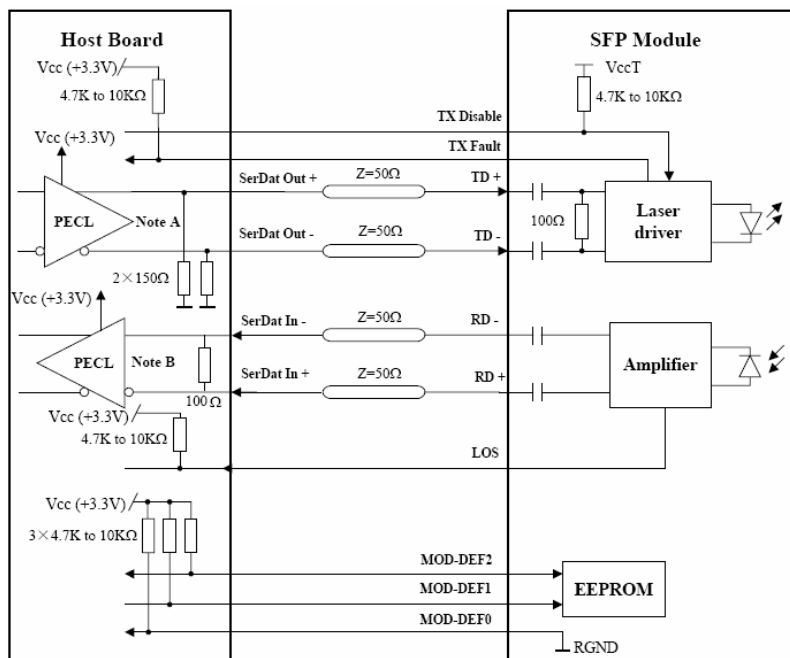 Host Board
SFP Module
Vcc (+3.3V)
4.7K to 10KΩ
VccT
4.7K to 10KΩ
TX Disable
TX Fault
Vcc (+3.3V)
PECL
Note A
SerDat Out +
Z=50Ω
TD +
SerDat Out -
Z=50Ω
TD -
100Ω
Laser
driver
2×150Ω
Vcc (+3.3V)
PECL
Note B
SerDat In -
Z=50Ω
RD -
SerDat In +
Z=50Ω
RD +
100Ω
Amplifier
Vcc (+3.3V)
4.7K to 10KΩ
LOS
Vcc (+3.3V)
3×4.7K to 10KΩ
MOD-DEF2
MOD-DEF1
MOD-DEF0
EEPROM
RGND